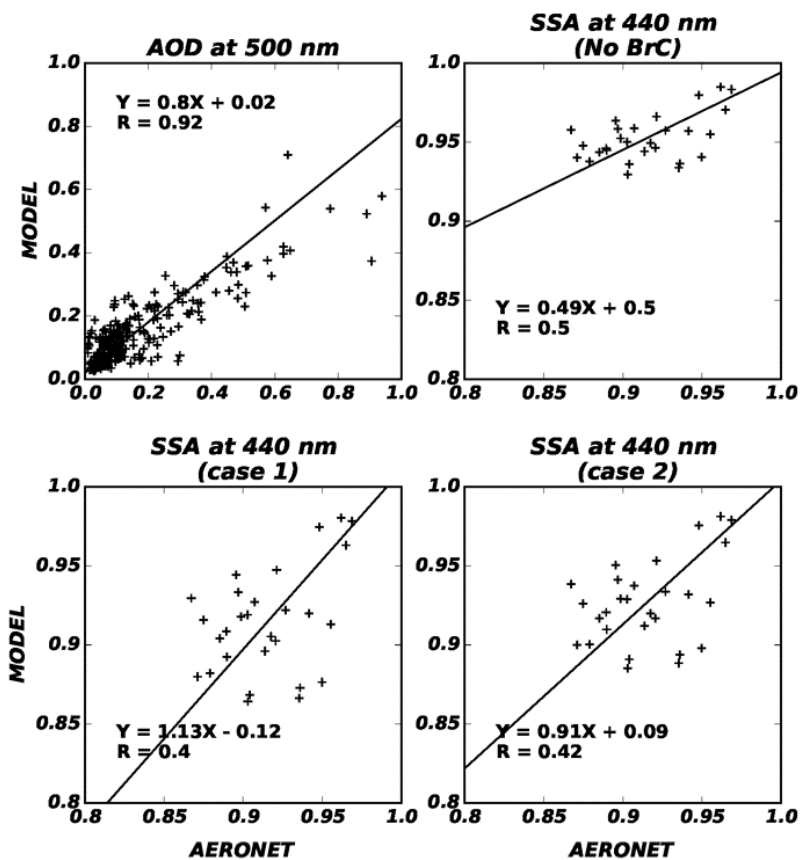 AOD at 500 nm
1.0
0.8
0.6
0.4
0.2
0.0
Y = 0.8X + 0.02
R = 0.92
MODEL
0.0 0.2 0.4 0.6 0.8 1.0
SSA at 440 nm
(No BrC)
1.0
0.95
0.9
0.85
0.8
Y = 0.49X + 0.5
R = 0.5
0.8 0.85 0.9 0.95 1.0
SSA at 440 nm
(case 1)
1.0
0.95
0.9
0.85
0.8
Y = 1.13X - 0.12
R = 0.4
MODEL
0.8 0.85 0.9 0.95 1.0
AERONET
SSA at 440 nm
(case 2)
1.0
0.95
0.9
0.85
0.8
Y = 0.91X + 0.09
R = 0.42
0.8 0.85 0.9 0.95 1.0
AERONET